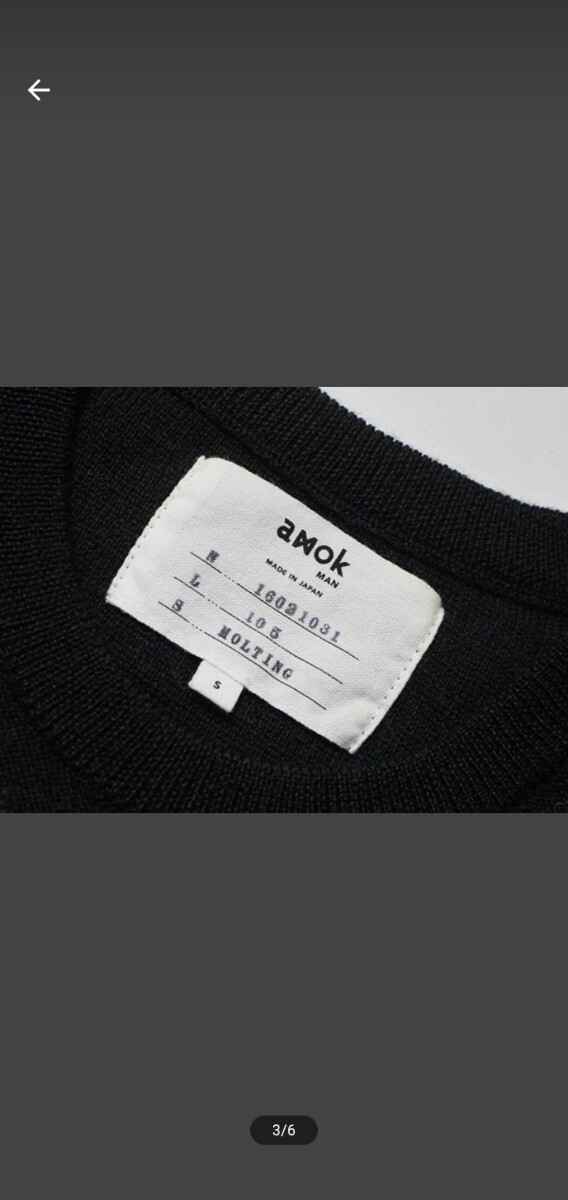 amok
MAN
MADE IN JAPAN
N 16021031
L 105
S MOLTING
S
3/6